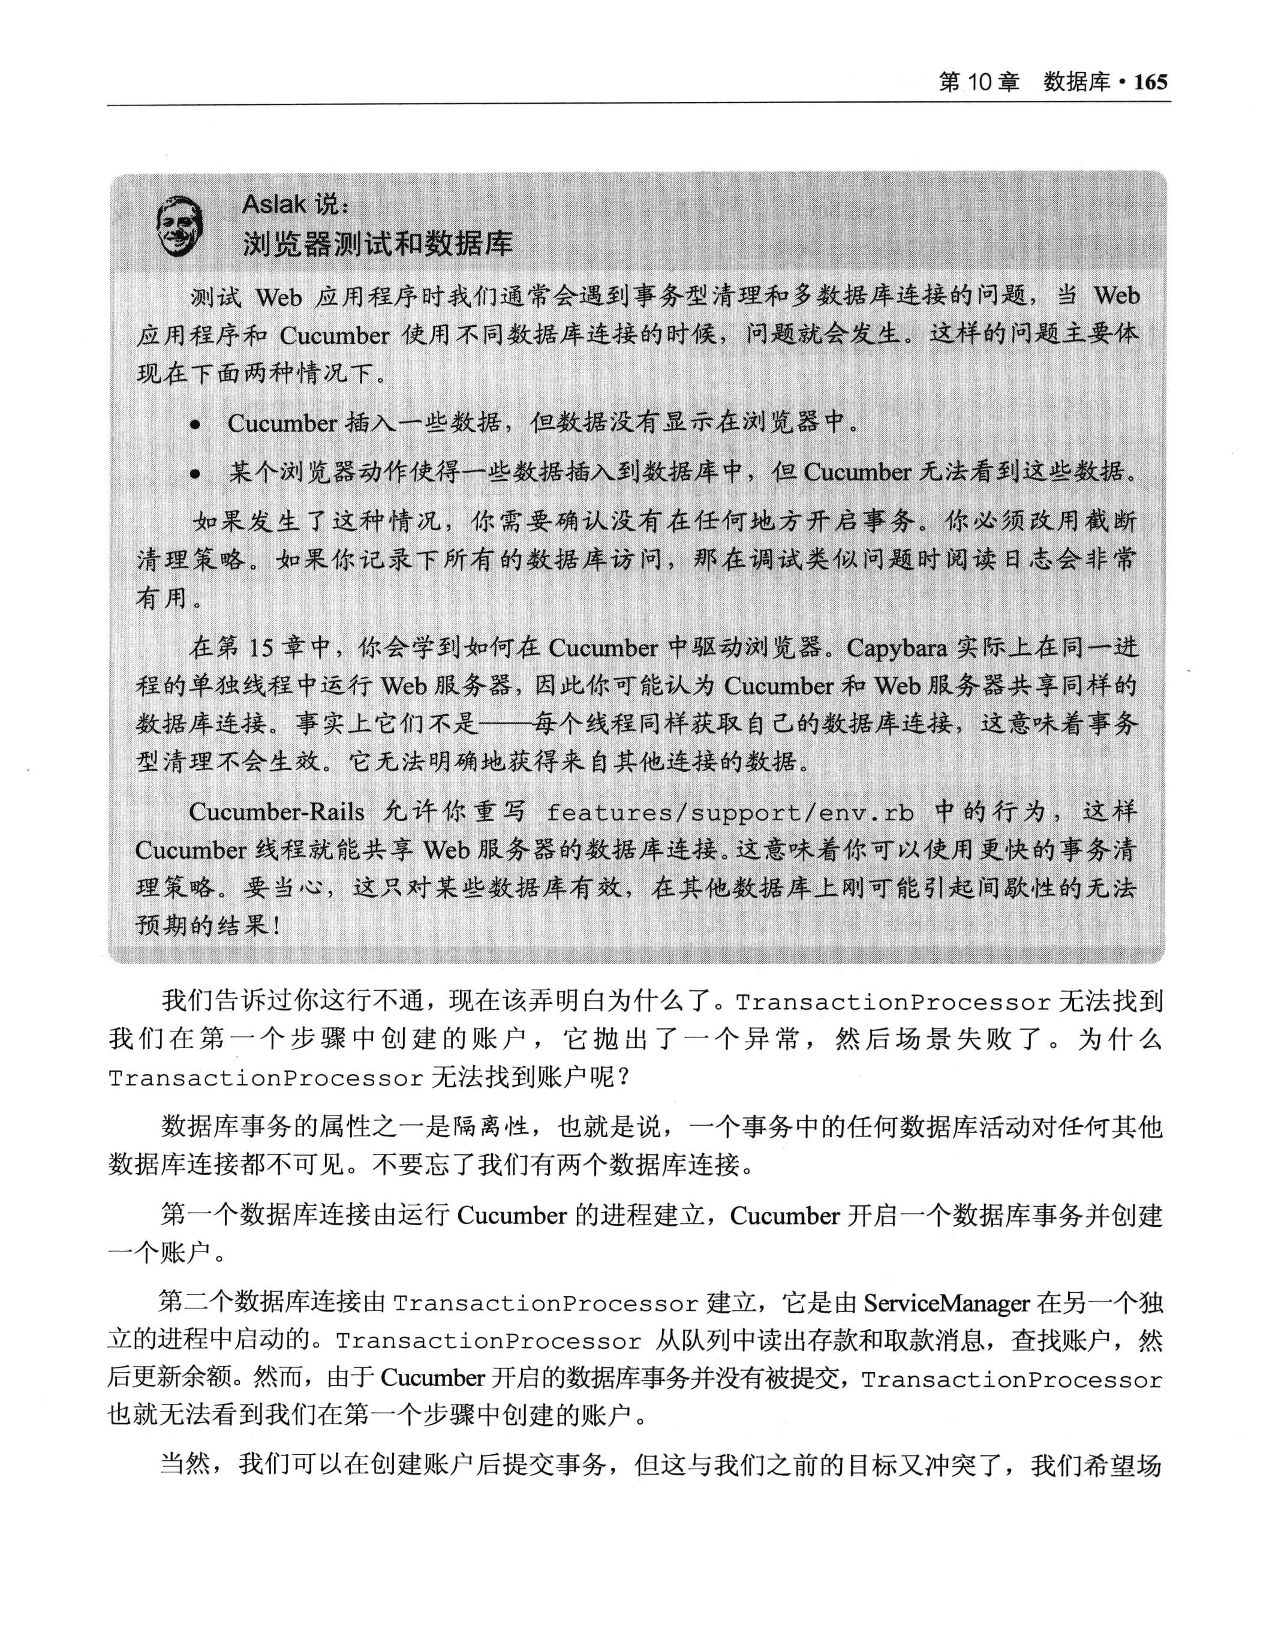 第 10 章　数据库 · 165
Aslak 说：
浏览器测试和数据库
测试 Web 应用程序时我们通常会遇到事务型清理和多数据库连接的问题，当 Web
应用程序和 Cucumber 使用不同数据库连接的时候，问题就会发生。这样的问题主要体
现在下面两种情况下。
● Cucumber 插入一些数据，但数据没有显示在浏览器中。
● 某个浏览器动作使得一些数据插入到数据库中，但 Cucumber 无法看到这些数据。
如果发生了这种情况，你需要确认没有在任何地方开启事务。你必须改用截断
清理策略。如果你记录下所有的数据库访问，那在调试类似问题时阅读日志会非常
有用。
在第 15 章中，你会学到如何在 Cucumber 中驱动浏览器。Capybara 实际上在同一进
程的单独线程中运行 Web 服务器，因此你可能认为 Cucumber 和 Web 服务器共享同样的
数据库连接。事实上它们不是——每个线程同样获取自己的数据库连接，这意味着事务
型清理不会生效。它无法明确地获得来自其他连接的数据。
Cucumber-Rails 允许你重写 features/support/env.rb 中的行为，这样
Cucumber 线程就能共享 Web 服务器的数据库连接。这意味着你可以使用更快的事务清
理策略。要当心，这只对某些数据库有效，在其他数据库上刚可能引起间歇性的无法
预期的结果！
我们告诉过你这行不通，现在该弄明白为什么了。TransactionProcessor 无法找到
我们在第一个步骤中创建的账户，它抛出了一个异常，然后场景失败了。为什么
TransactionProcessor 无法找到账户呢？
数据库事务的属性之一是隔离性，也就是说，一个事务中的任何数据库活动对任何其他
数据库连接都不可见。不要忘了我们有两个数据库连接。
第一个数据库连接由运行 Cucumber 的进程建立，Cucumber 开启一个数据库事务并创建
一个账户。
第二个数据库连接由 TransactionProcessor 建立，它是由 ServiceManager 在另一个独
立的进程中启动的。TransactionProcessor 从队列中读出存款和取款消息，查找账户，然
后更新余额。然而，由于 Cucumber 开启的数据库事务并没有被提交，TransactionProcessor
也就无法看到我们在第一个步骤中创建的账户。
当然，我们可以在创建账户后提交事务，但这与我们之前的目标又冲突了，我们希望场